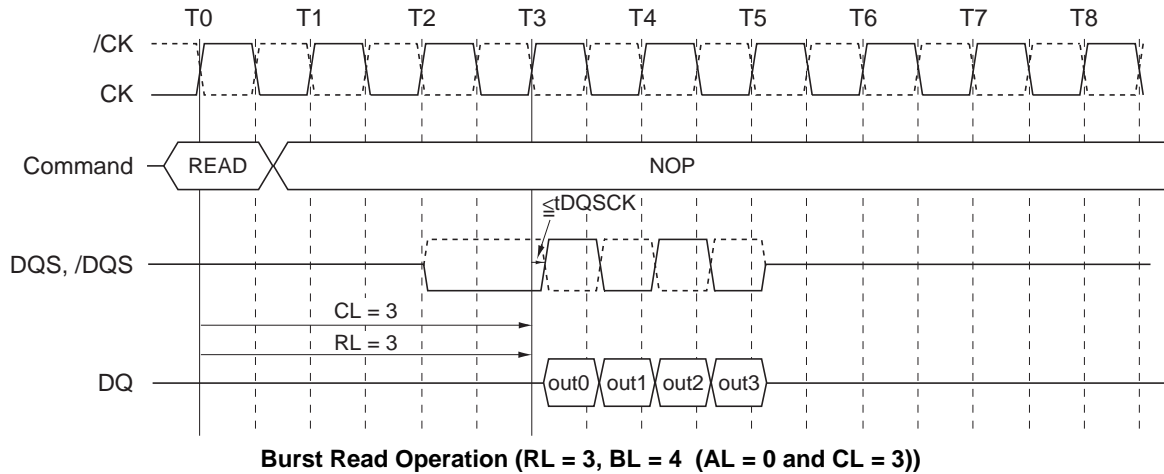 T0 T1 T2 T3 T4 T5 T6 T7 T8
/CK
CK
Command READ NOP
≦tDQSCK
DQS, /DQS
CL = 3
RL = 3
DQ out0 out1 out2 out3
Burst Read Operation (RL = 3, BL = 4 (AL = 0 and CL = 3))